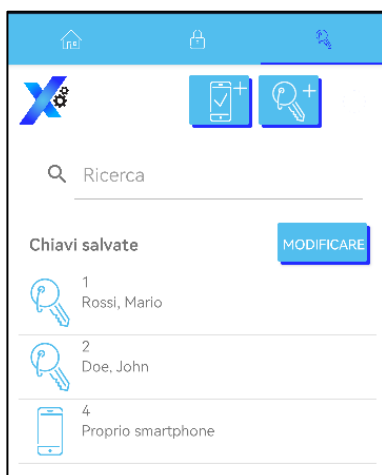 Ricerca
Chiavi salvate
MODIFICARE
1
Rossi, Mario
2
Doe, John
4
Proprio smartphone